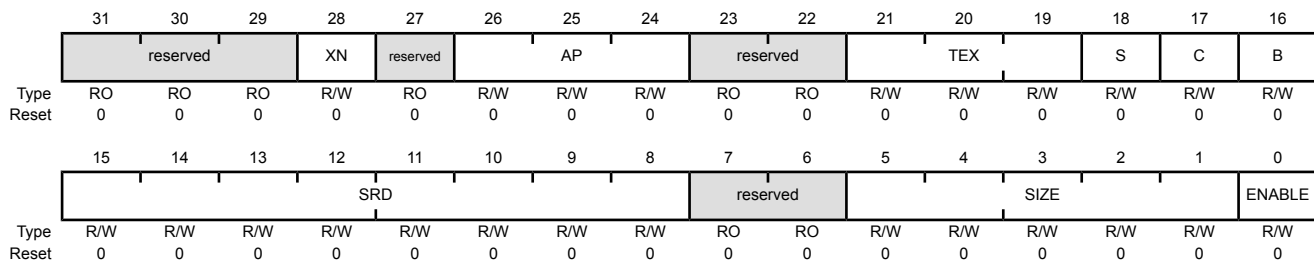 31 30 29 28 27 26 25 24 23 22 21 20 19 18 17 16
reserved XN reserved AP reserved TEX S C B
Type RO RO RO R/W RO R/W R/W R/W RO RO R/W R/W R/W R/W R/W R/W
Reset 0 0 0 0 0 0 0 0 0 0 0 0 0 0 0 0
15 14 13 12 11 10 9 8 7 6 5 4 3 2 1 0
SRD reserved SIZE ENABLE
Type R/W R/W R/W R/W R/W R/W R/W R/W RO RO R/W R/W R/W R/W R/W R/W
Reset 0 0 0 0 0 0 0 0 0 0 0 0 0 0 0 0